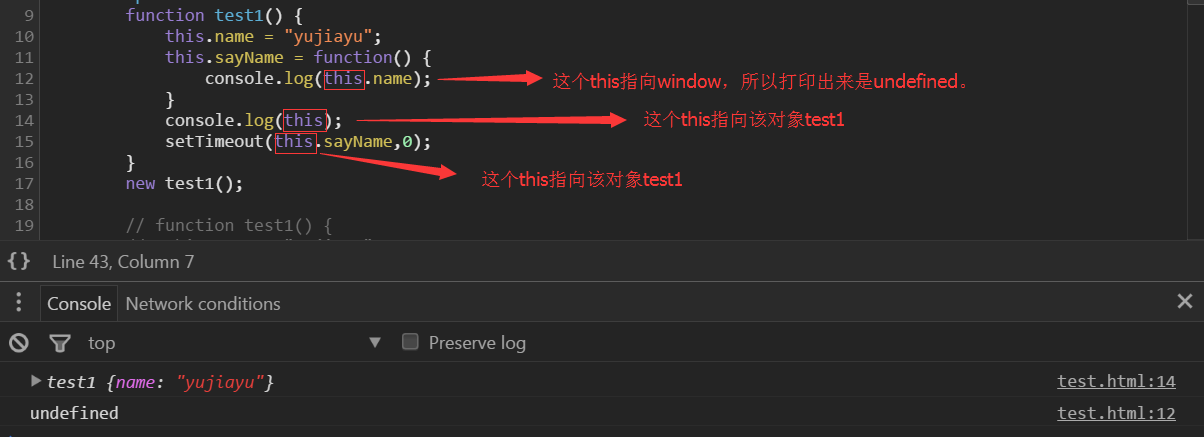 9 function test1() {
10 this.name = "yujiayu";
11 this.sayName = function() {
12 console.log(this.name); 这个this指向window，所以打印出来是undefined。
13 }
14 console.log(this); 这个this指向该对象test1
15 setTimeout(this.sayName,0);
16 }
17 new test1(); 这个this指向该对象test1
18
19 // function test1() {
{} Line 43, Column 7
Console Network conditions
top ▼ Preserve log
▶ test1 {name: "yujiayu"} test.html:14
undefined test.html:12